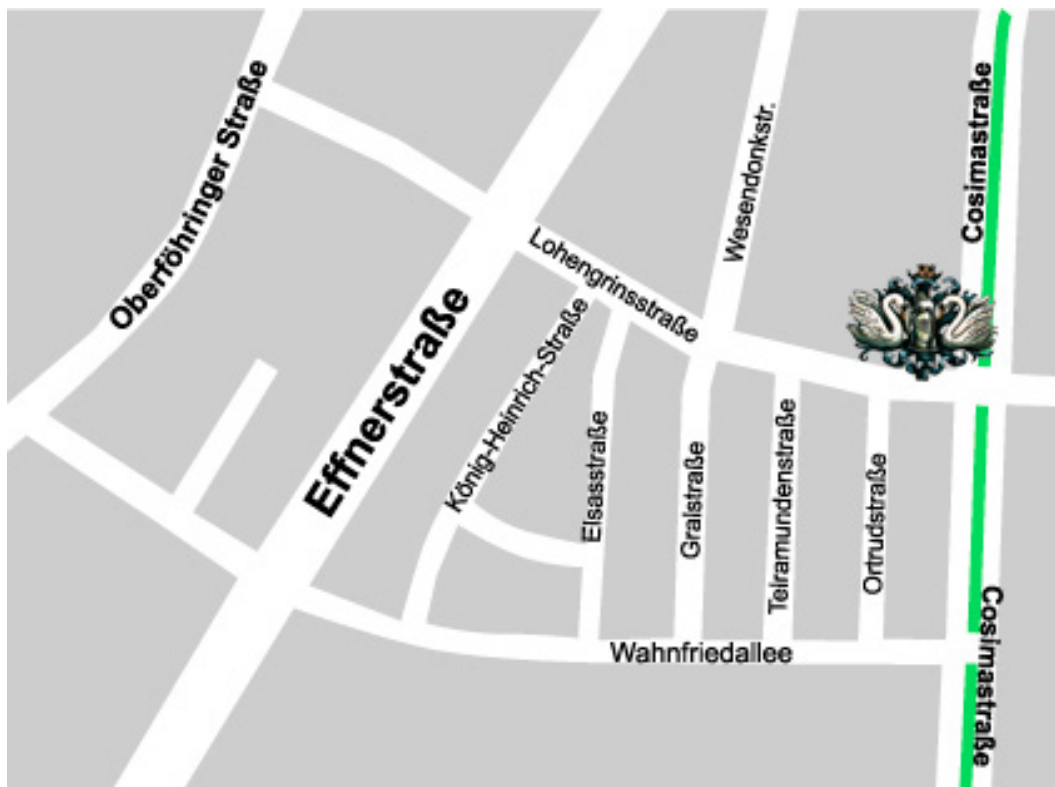 Oberföhringer Straße
Effnerstraße
Lohengrinsstraße
Wesendonkstr.
Cosimastraße
König-Heinrich-Straße
Elsasstraße
Gralstraße
Telramundenstraße
Ortrudstraße
Wahnfriedallee
Cosimastraße